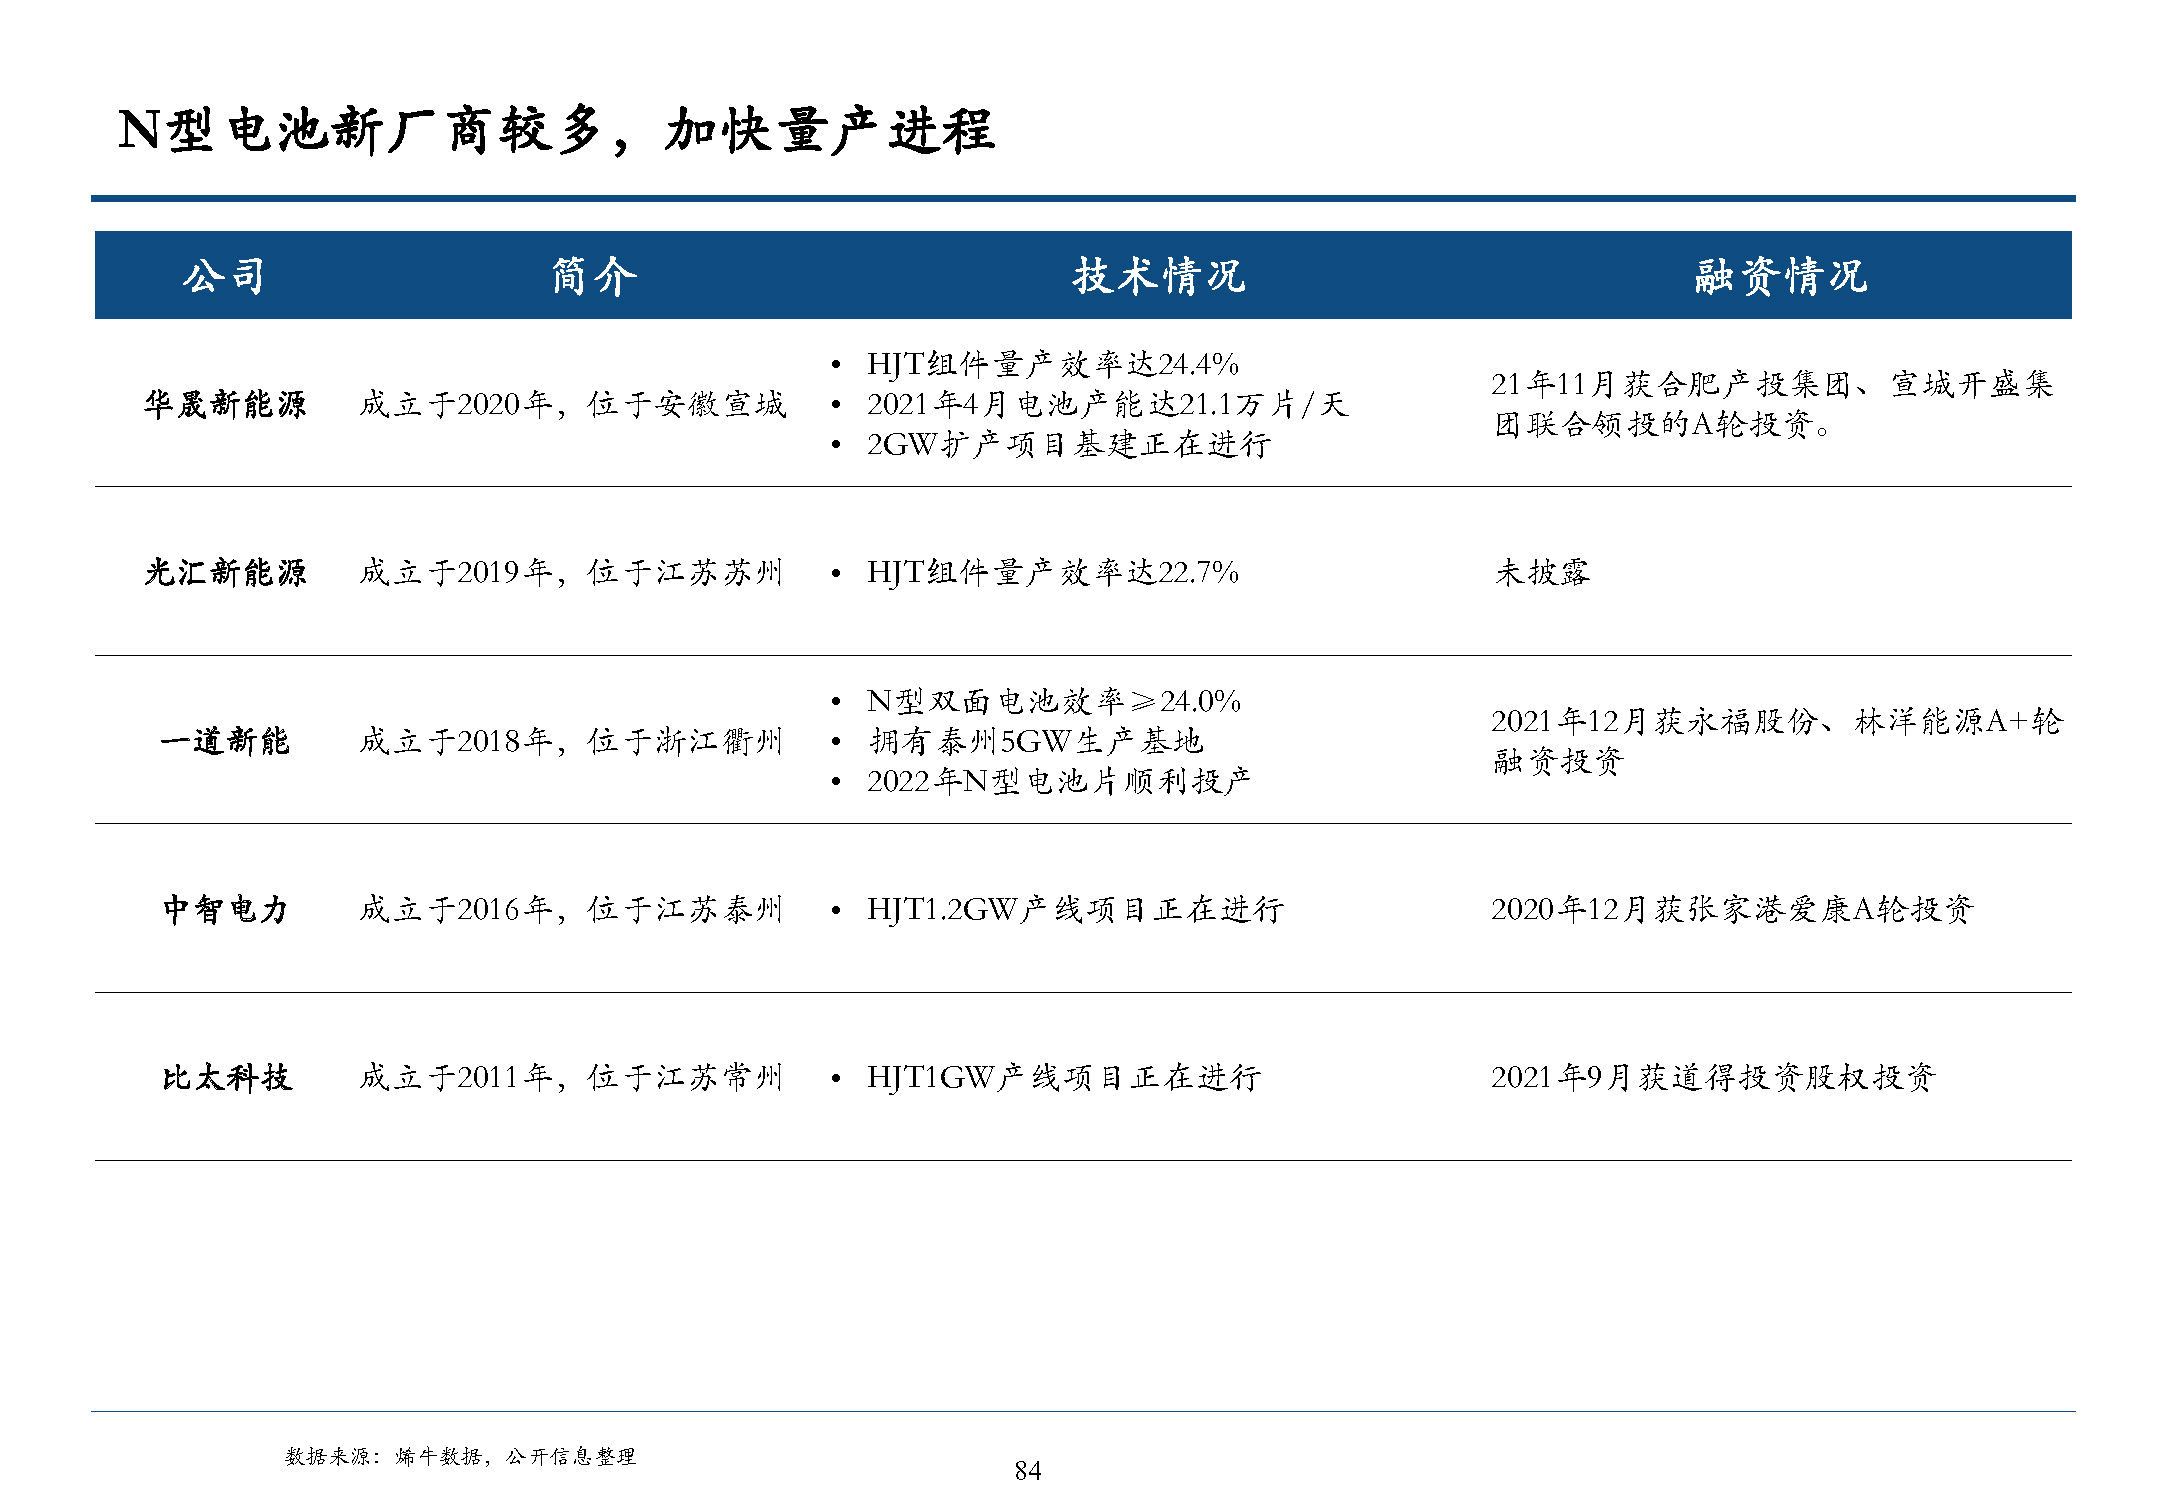 N型电池新厂商较多，加快量产进程
公司 简介 技术情况 融资情况
华晟新能源
成立于2020年，位于安徽宣城
• HJT组件量产效率达24.4%
• 2021年4月电池产能达21.1万片/天
• 2GW扩产项目基建正在进行
21年11月获合肥产投集团、宣城开盛集
团联合领投的A轮投资。
光汇新能源
成立于2019年，位于江苏苏州
• HJT组件量产效率达22.7%
未披露
一道新能
成立于2018年，位于浙江衢州
• N型双面电池效率≥24.0%
• 拥有泰州5GW生产基地
• 2022年N型电池片顺利投产
2021年12月获永福股份、林洋能源A+轮
融资投资
中智电力
成立于2016年，位于江苏泰州
• HJT1.2GW产线项目正在进行
2020年12月获张家港爱康A轮投资
比太科技
成立于2011年，位于江苏常州
• HJT1GW产线项目正在进行
2021年9月获道得投资股权投资
数据来源：烯牛数据，公开信息整理
84